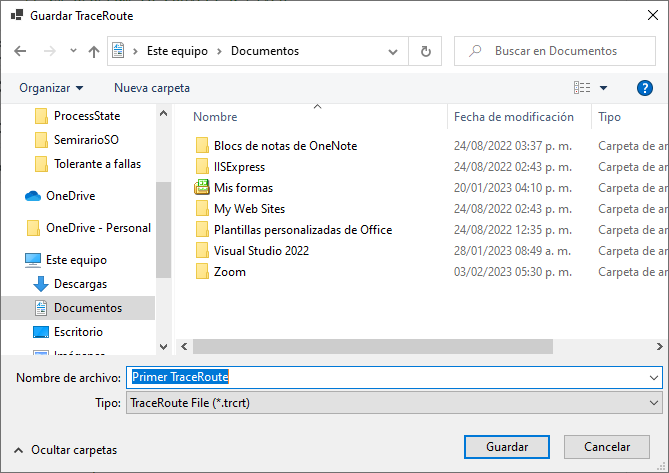 Guardar TraceRoute
Este equipo > Documentos
Buscar en Documentos
Organizar
Nueva carpeta
ProcessState
SemirarioSO
Tolerante a fallas
OneDrive
OneDrive - Personal
Este equipo
Descargas
Documentos
Escritorio
Imágenes
Nombre Fecha de modificación Tipo
Blocs de notas de OneNote 24/08/2022 03:37 p. m. Carpeta de ar
IISExpress 24/08/2022 02:43 p. m. Carpeta de ar
Mis formas 20/01/2023 04:10 p. m. Carpeta de ar
My Web Sites 24/08/2022 02:43 p. m. Carpeta de ar
Plantillas personalizadas de Office 24/08/2022 12:35 p. m. Carpeta de ar
Visual Studio 2022 28/01/2023 08:49 a. m. Carpeta de ar
Zoom 03/02/2023 05:30 p. m. Carpeta de ar
Nombre de archivo: Primer TraceRoute
Tipo: TraceRoute File (*.trcrt)
Ocultar carpetas
Guardar
Cancelar